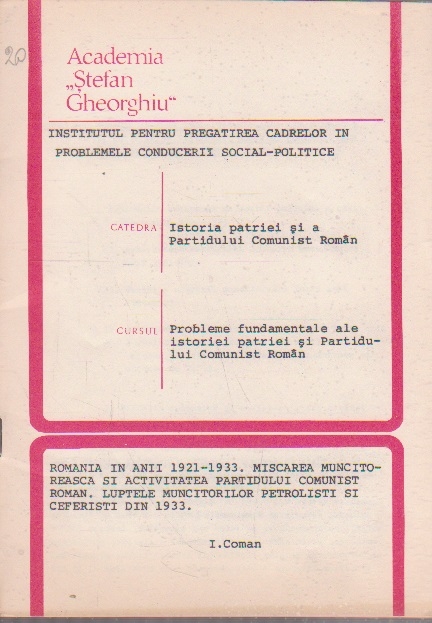 20
Academia
„Ștefan
Gheorghiu“
INSTITUTUL PENTRU PREGATIREA CADRELOR IN
PROBLEMELE CONDUCERII SOCIAL-POLITICE
CATEDRA
Istoria patriei şi a
Partidului Comunist Român
CURSUL
Probleme fundamentale ale
istoriei patriei şi Partidu-
lui Comunist Român
ROMANIA IN ANII 1921-1933. MISCAREA MUNCITO-
REASCA SI ACTIVITATEA PARTIDULUI COMUNIST
ROMAN. LUPTELE MUNCITORILOR PETROLISTI SI
CEFERISTI DIN 1933.
I.Coman